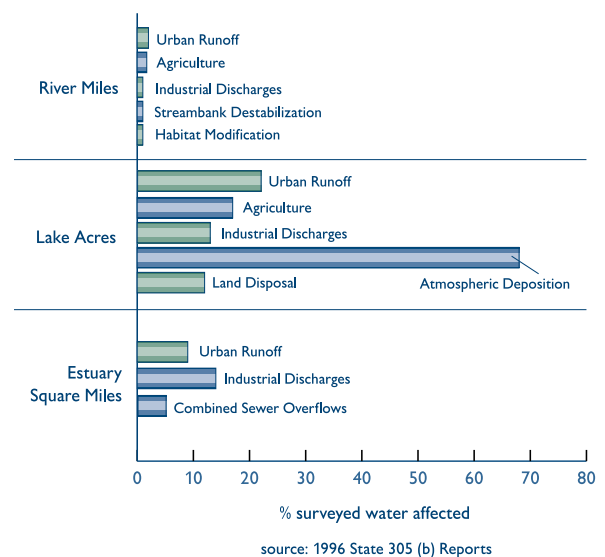 Urban Runoff
Agriculture
River Miles
Industrial Discharges
Streambank Destabilization
Habitat Modification
Urban Runoff
Agriculture
Lake Acres
Industrial Discharges
Atmospheric Deposition
Land Disposal
Urban Runoff
Estuary
Square Miles
Industrial Discharges
Combined Sewer Overflows
0 10 20 30 40 50 60 70 80
% surveyed water affected
source: 1996 State 305 (b) Reports